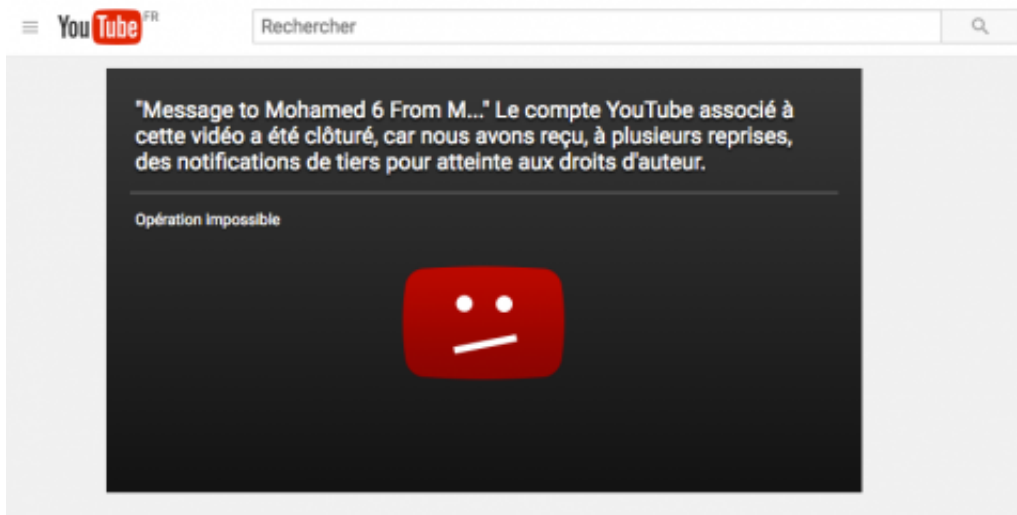 YouTube FR
Rechercher
"Message to Mohamed 6 From M..." Le compte YouTube associé à
cette vidéo a été clôturé, car nous avons reçu, à plusieurs reprises,
des notifications de tiers pour atteinte aux droits d'auteur.
Opération impossible